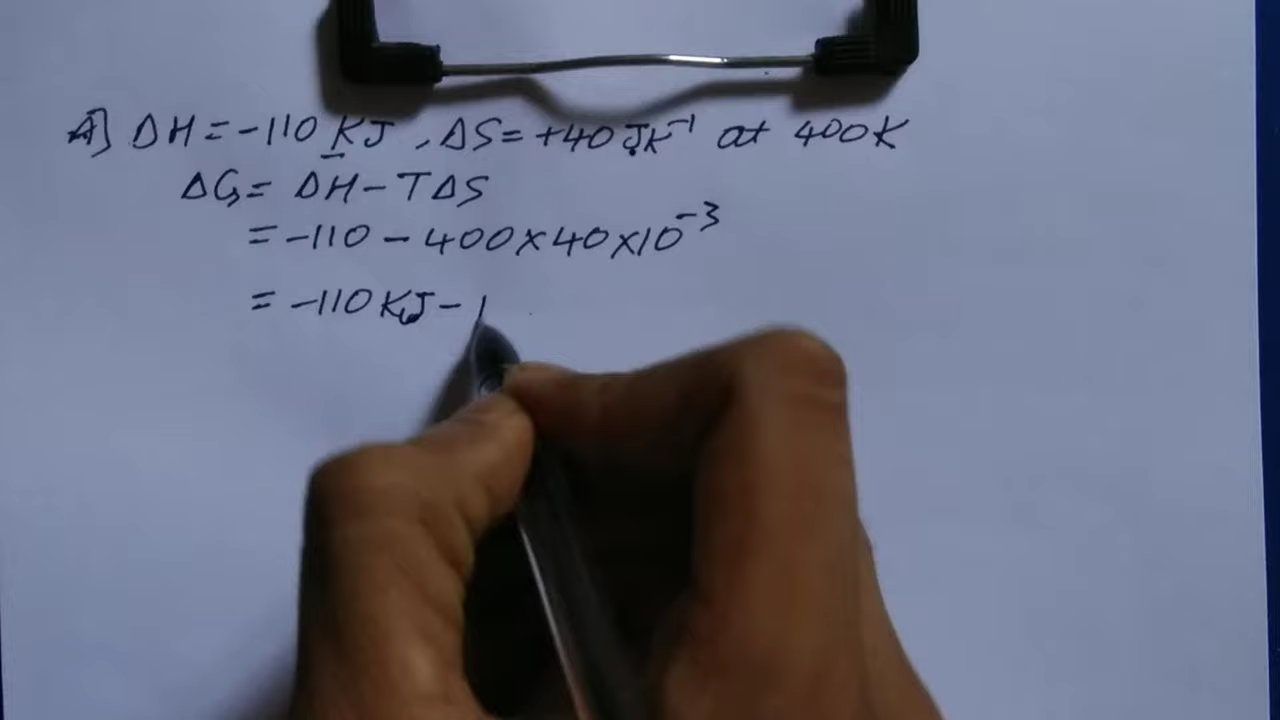 A] ΔH = -110 KJ, ΔS = +40 JK⁻¹ at 400K
ΔG = ΔH - TΔS
= -110 - 400 × 40 × 10⁻³
= -110 KJ - 1